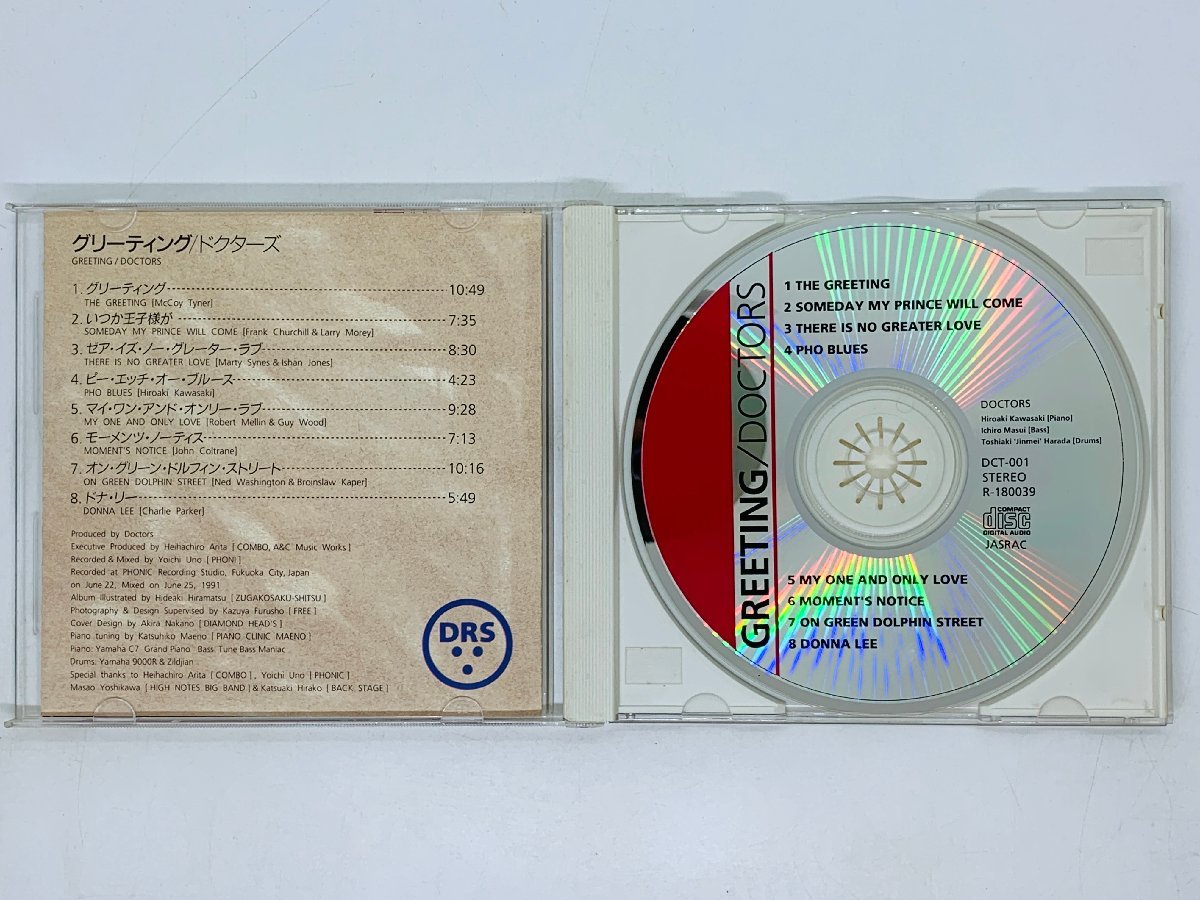 グリーティング/ドクターズ
GREETING / DOCTORS
1. グリーティング 10:49
THE GREETING [McCoy Tyner]
2. いつか王子様が 7:35
SOMEDAY MY PRINCE WILL COME [Frank Churchill & Larry Morey]
3. ゼア・イズ・ノー・グレーター・ラブ 8:30
THERE IS NO GREATER LOVE [Marty Synes & Ishan Jones]
4. ピー・エッチ・オー・ブルース 4:23
PHO BLUES [Hiroaki Kawasaki]
5. マイ・ワン・アンド・オンリー・ラブ 9:28
MY ONE AND ONLY LOVE [Robert Mellin & Guy Wood]
6. モーメンツ・ノーティス 7:13
MOMENT'S NOTICE [John Coltrane]
7. オン・グリーン・ドルフィン・ストリート 10:16
ON GREEN DOLPHIN STREET [Ned Washington & Broinslaw Kaper]
8. ドナ・リー 5:49
DONNA LEE [Charlie Parker]
Produced by Doctors
Executive Produced by Heihachiro Arita [ COMBO, A&C Music Works ]
Recorded & Mixed by Yoichi Uno [ PHONI ]
Recorded at PHONIC Recording Studio, Fukuoka City, Japan
on June 22, Mixed on June 25, 1991
Album illustrated by Hideaki Hiramatsu [ ZUGAKOSAKU-SHITSU ]
Photography & Design Supervised by Kazuya Furusho [ FREE ]
Cover Design by Akira Nakano [ DIAMOND HEAD'S ]
Piano tuning by Katsuhiko Maeno [ PIANO CLINIC MAENO ]
Piano: Yamaha C7 Grand Piano Bass: Tune Bass Maniac
Drums: Yamaha 9000R & Zildjian
Special thanks to Heihachiro Arita [ COMBO ], Yoichi Uno [ PHONIC ]
Masao Yoshikawa [ HIGH NOTES BIG BAND ] & Katsuaki Hirako [ BACK STAGE ]
DRS
GREETING/DOCTORS
1 THE GREETING
2 SOMEDAY MY PRINCE WILL COME
3 THERE IS NO GREATER LOVE
4 PHO BLUES
DOCTORS
Hiroaki Kawasaki [Piano]
Ichiro Masui [Bass]
Toshiaki 'Jinmei' Harada [Drums]
DCT-001
STEREO
R-180039
COMPACT
disc
DIGITAL AUDIO
JASRAC
5 MY ONE AND ONLY LOVE
6 MOMENT'S NOTICE
7 ON GREEN DOLPHIN STREET
8 DONNA LEE